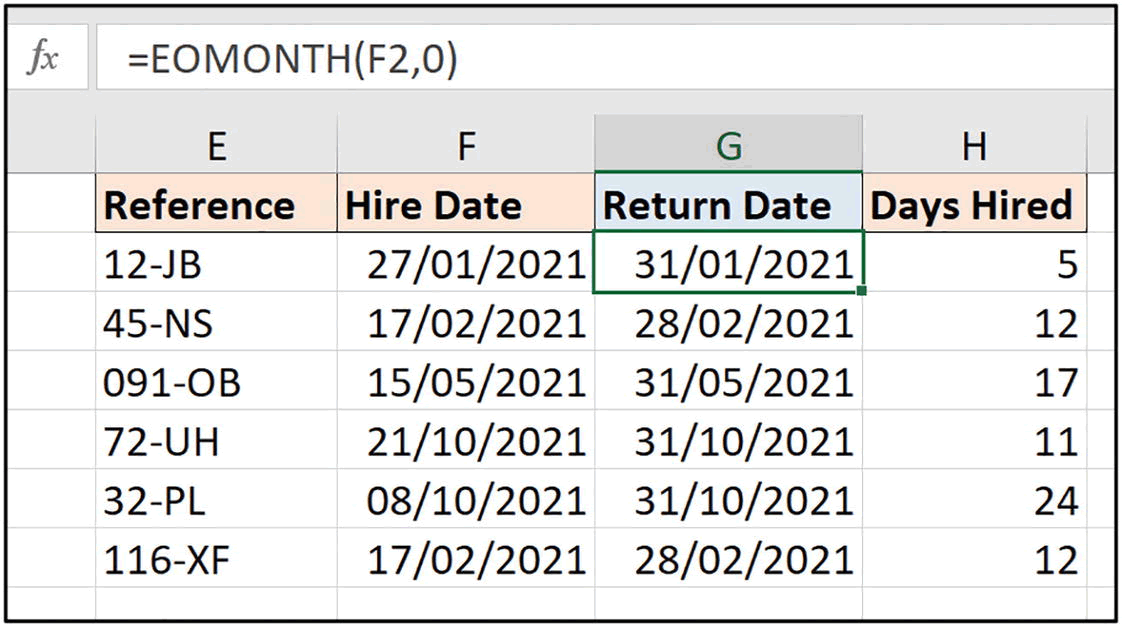 fx =EOMONTH(F2,0)
E F G H
Reference Hire Date Return Date Days Hired
12-JB 27/01/2021 31/01/2021 5
45-NS 17/02/2021 28/02/2021 12
091-OB 15/05/2021 31/05/2021 17
72-UH 21/10/2021 31/10/2021 11
32-PL 08/10/2021 31/10/2021 24
116-XF 17/02/2021 28/02/2021 12